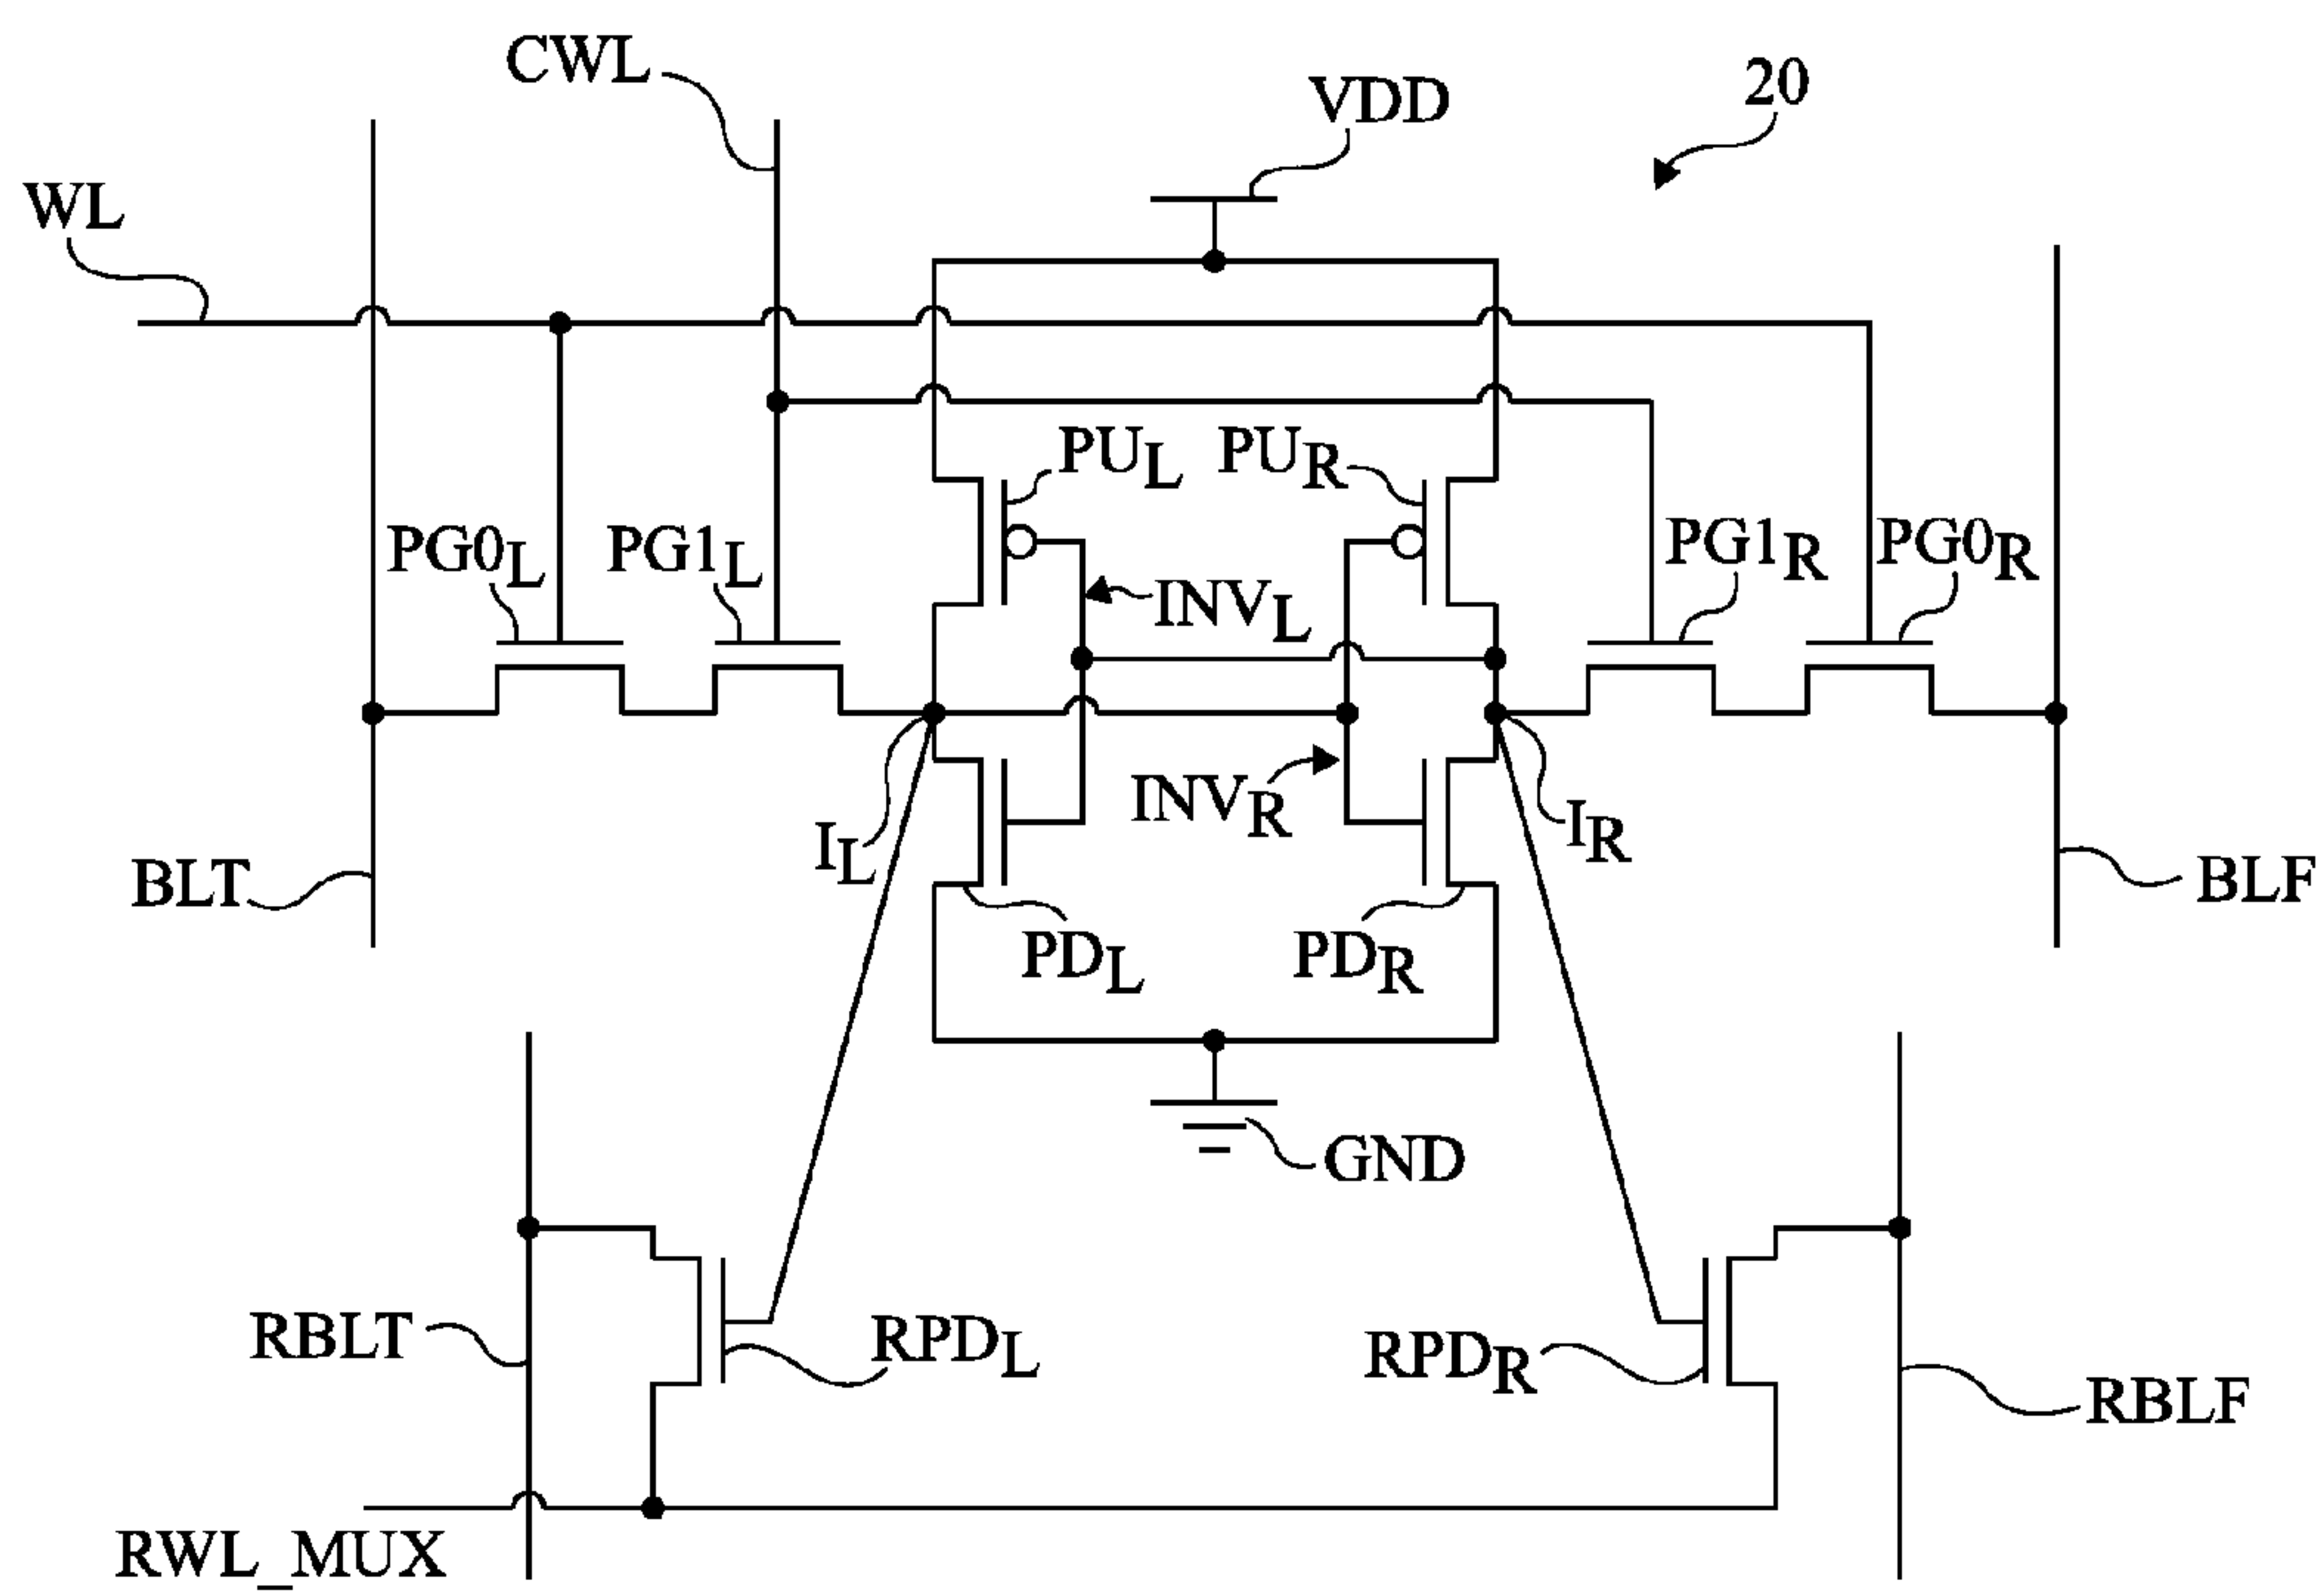 CWL
20
VDD
WL
PUL
PUR
PG0L
PG1L
PG1R
PG0R
INVL
INVR
IL
IR
BLT
BLF
PDL
PDR
GND
RBLT
RPDL
RPDR
RBLF
RWL_MUX